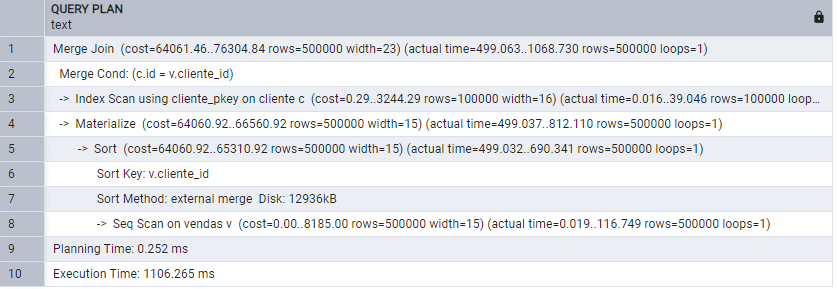 QUERY PLAN
text
1 Merge Join (cost=64061.46..76304.84 rows=500000 width=23) (actual time=499.063..1068.730 rows=500000 loops=1)
2 Merge Cond: (c.id = v.cliente_id)
3 -> Index Scan using cliente_pkey on cliente c (cost=0.29..3244.29 rows=100000 width=16) (actual time=0.016..39.046 rows=100000 loop...
4 -> Materialize (cost=64060.92..66560.92 rows=500000 width=15) (actual time=499.037..812.110 rows=500000 loops=1)
5 -> Sort (cost=64060.92..65310.92 rows=500000 width=15) (actual time=499.032..690.341 rows=500000 loops=1)
6 Sort Key: v.cliente_id
7 Sort Method: external merge Disk: 12936kB
8 -> Seq Scan on vendas v (cost=0.00..8185.00 rows=500000 width=15) (actual time=0.019..116.749 rows=500000 loops=1)
9 Planning Time: 0.252 ms
10 Execution Time: 1106.265 ms